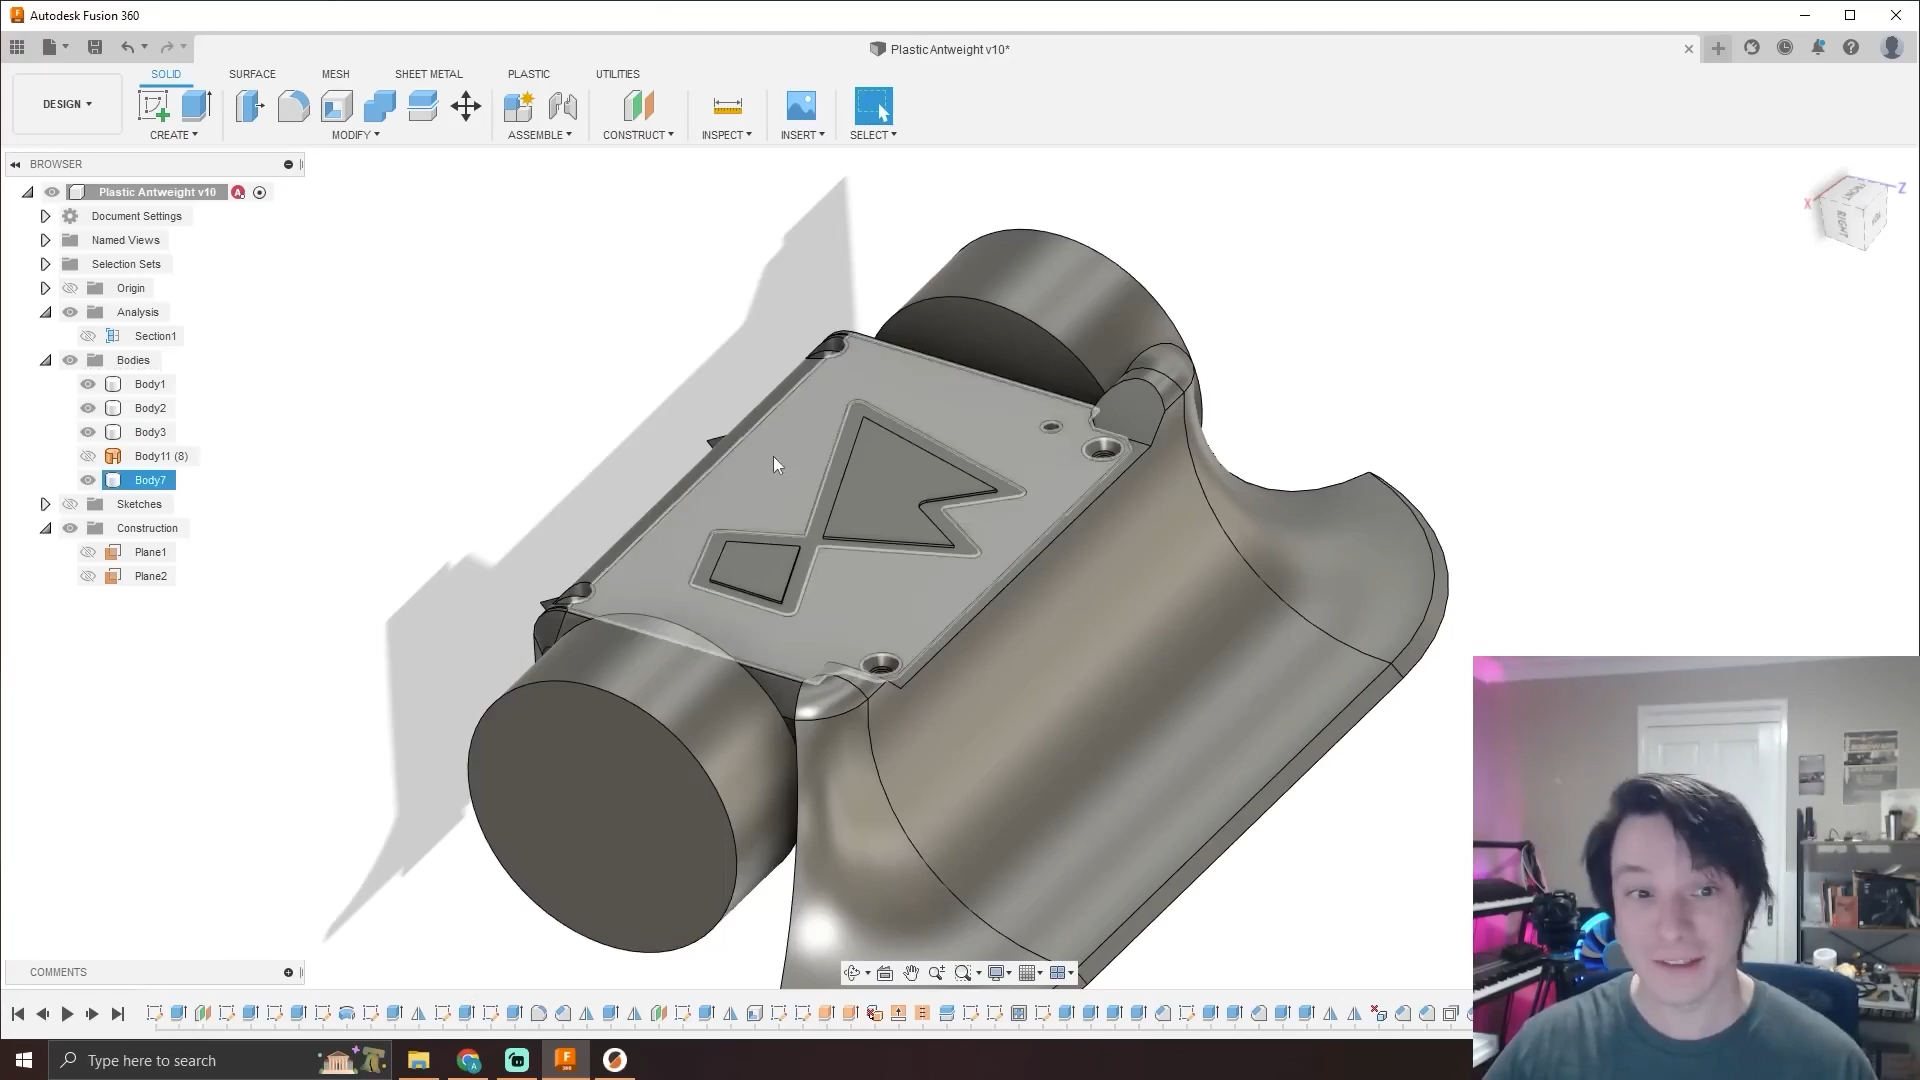 Autodesk Fusion 360
Plastic Antweight v10*
SOLID SURFACE MESH SHEET METAL PLASTIC UTILITIES
DESIGN
CREATE MODIFY ASSEMBLE CONSTRUCT INSPECT INSERT SELECT
BROWSER
Plastic Antweight v10
Document Settings
Named Views
Selection Sets
Origin
Analysis
Section1
Bodies
Body1
Body2
Body3
Body11 (8)
Body7
Sketches
Construction
Plane1
Plane2
X
Z
FRONT
RIGHT
COMMENTS
Type here to search